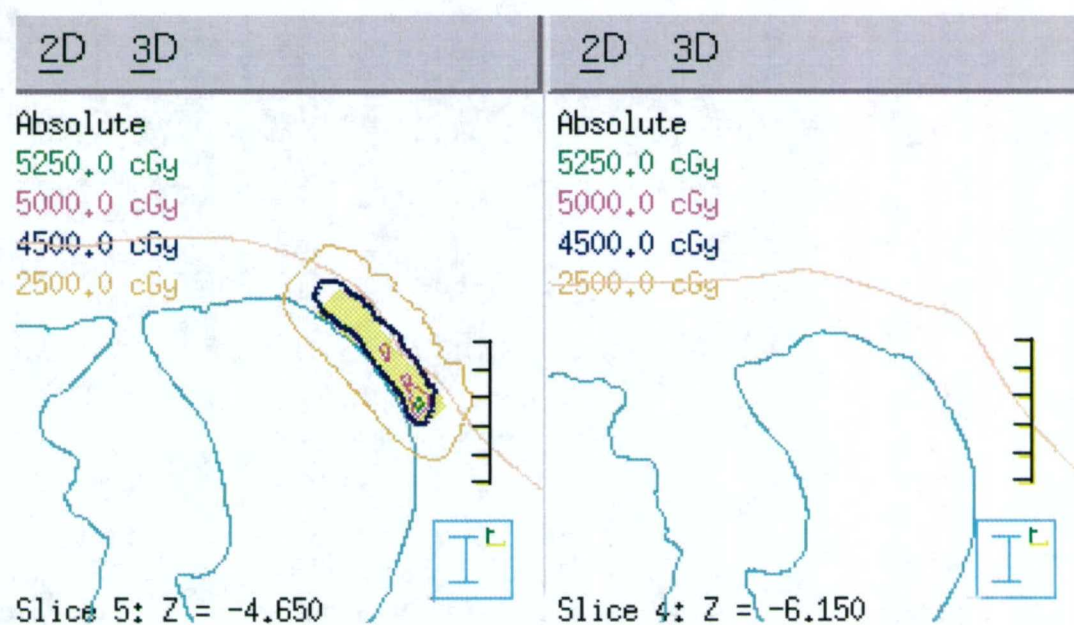 2D 3D
Absolute
5250.0 cGy
5000.0 cGy
4500.0 cGy
2500.0 cGy
Slice 5: Z = -4.650
2D 3D
Absolute
5250.0 cGy
5000.0 cGy
4500.0 cGy
2500.0 cGy
Slice 4: Z = -6.150